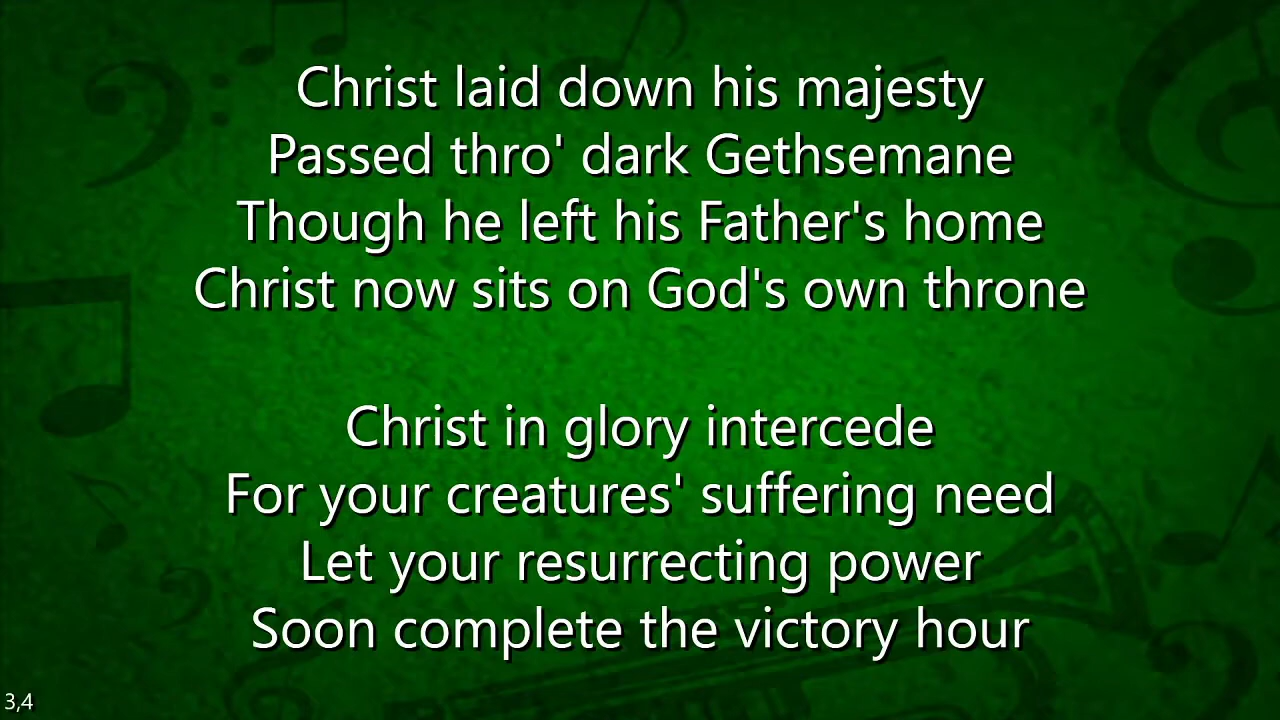 Christ laid down his majesty
Passed thro' dark Gethsemane
Though he left his Father's home
Christ now sits on God's own throne
Christ in glory intercede
For your creatures' suffering need
Let your resurrecting power
Soon complete the victory hour
3,4